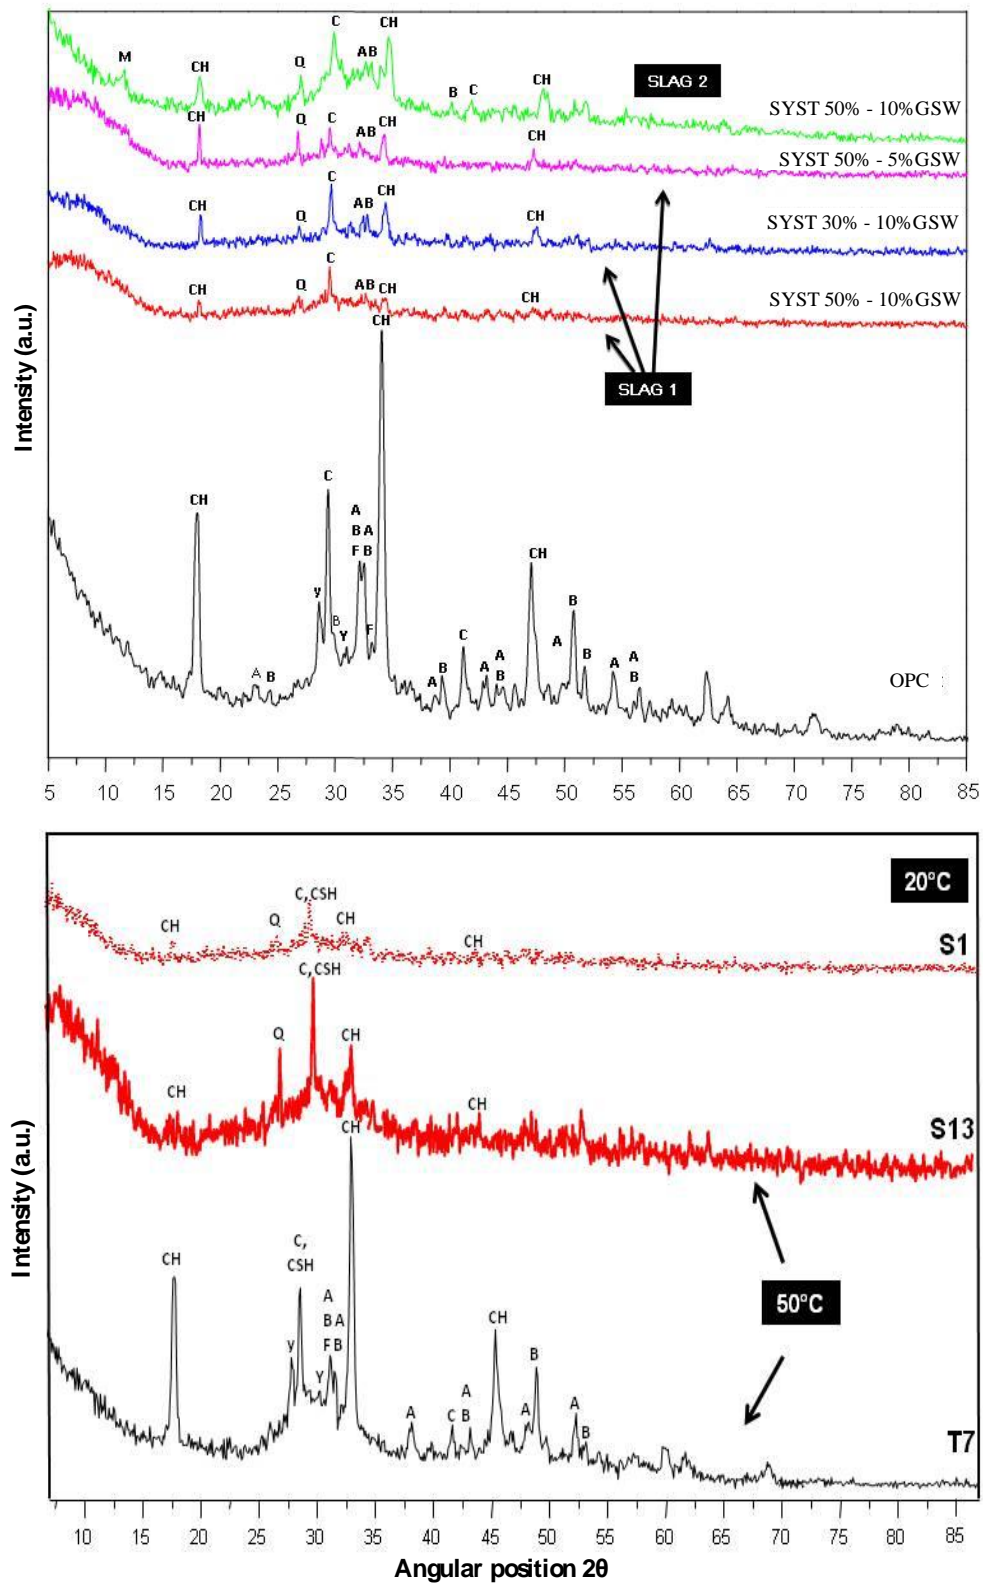 C
CH
M
CH
Q
A B
B
C
CH
SLAG 2
SYST 50% - 10%GSW
CH
Q
C
A B
CH
CH
SYST 50% - 5%GSW
CH
Q
C
A B
CH
CH
SYST 30% - 10%GSW
CH
Q
C
A B
CH
CH
SYST 50% - 10%GSW
CH
SLAG 1
Intensity (a.u.)
CH
C
A
B A
F B
y
B
Y
F
A
B
A
B
C
A
A
B
CH
A
B
B
A
A
B
OPC :
5 10 15 20 25 30 35 40 45 50 55 60 65 70 75 80 85
20°C
C, CSH
CH
Q
CH
CH
S1
C, CSH
Q
CH
CH
CH
S13
CH
Intensity (a.u.)
CH
C,
CSH
A
B A
F B
y
Y
A
C
A
B
CH
A
B
A
B
50°C
T7
10 15 20 25 30 35 40 45 50 55 60 65 70 75 80 85
Angular position 2θ